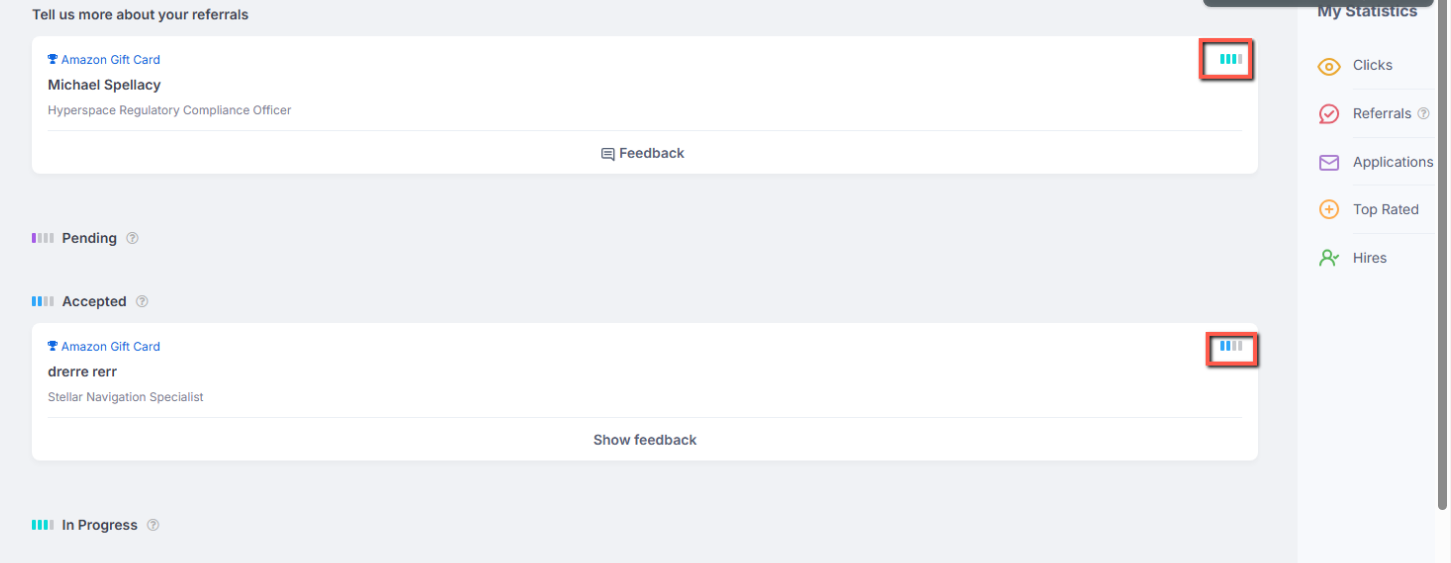 Tell us more about your referrals
Amazon Gift Card
Michael Spellacy
Hyperspace Regulatory Compliance Officer
Feedback
Pending ?
Accepted ?
Amazon Gift Card
drerre rerr
Stellar Navigation Specialist
Show feedback
In Progress ?
My Statistics
Clicks
Referrals ?
Applications
Top Rated
Hires